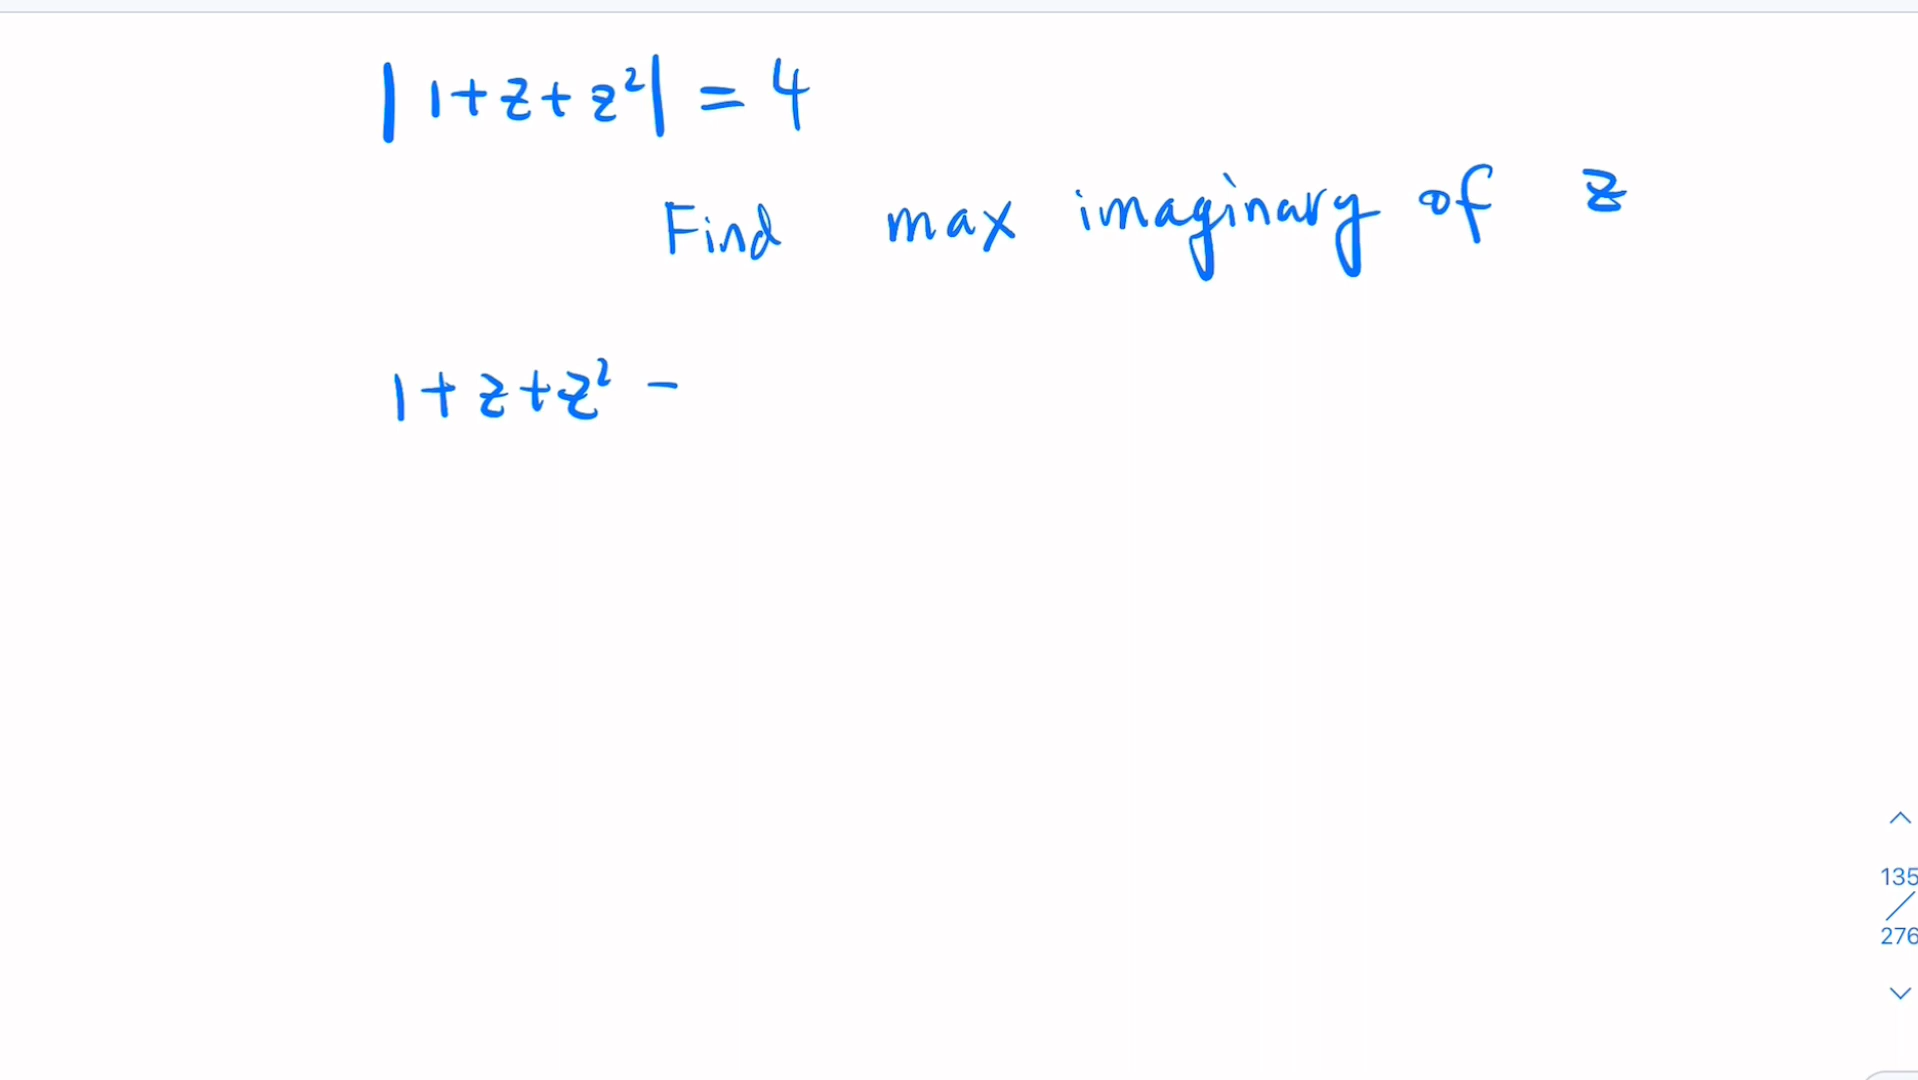 |1+z+z²| = 4
Find max imaginary of z
1+z+z² -
135
/
276